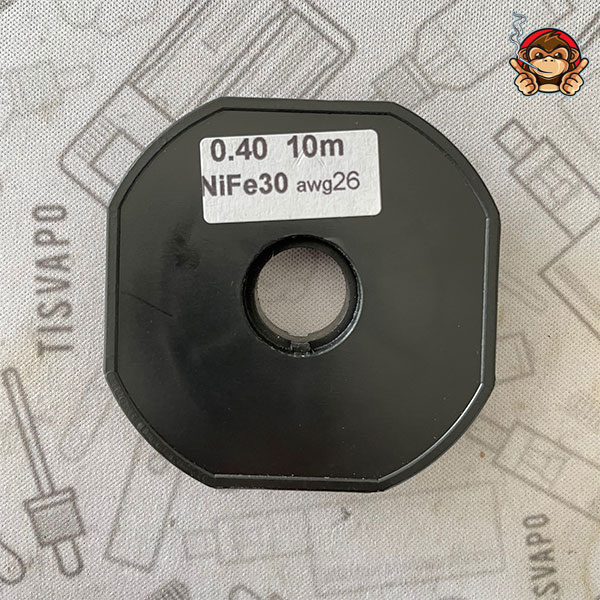 0.40 10m
NiFe30 awg26
TISVAPO
TISVAPO